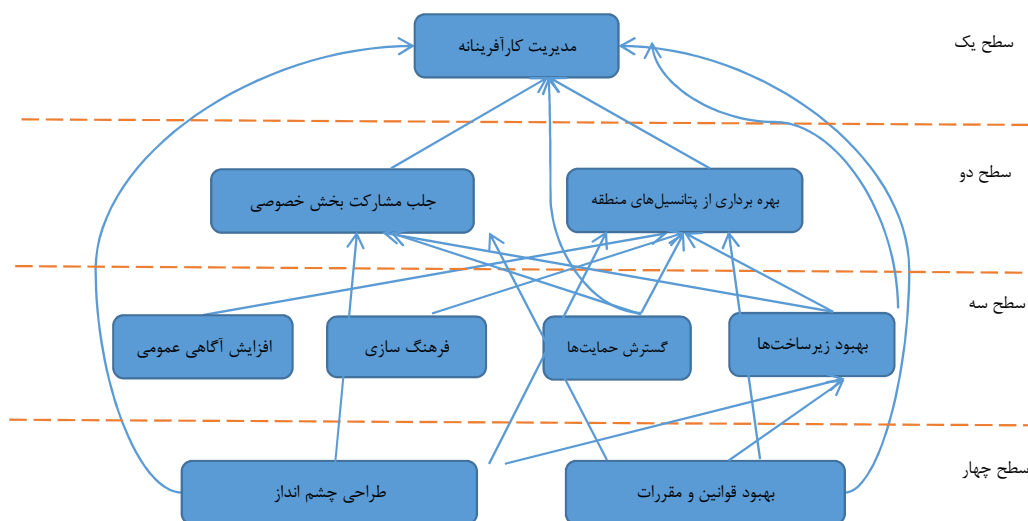 سطح یک
مدیریت کارآفرینانه
سطح دو
بهره برداری از پتانسیل‌های منطقه
جلب مشارکت بخش خصوصی
سطح سه
بهبود زیرساخت‌ها
گسترش حمایت‌ها
فرهنگ سازی
افزایش آگاهی عمومی
سطح چهار
بهبود قوانین و مقررات
طراحی چشم انداز